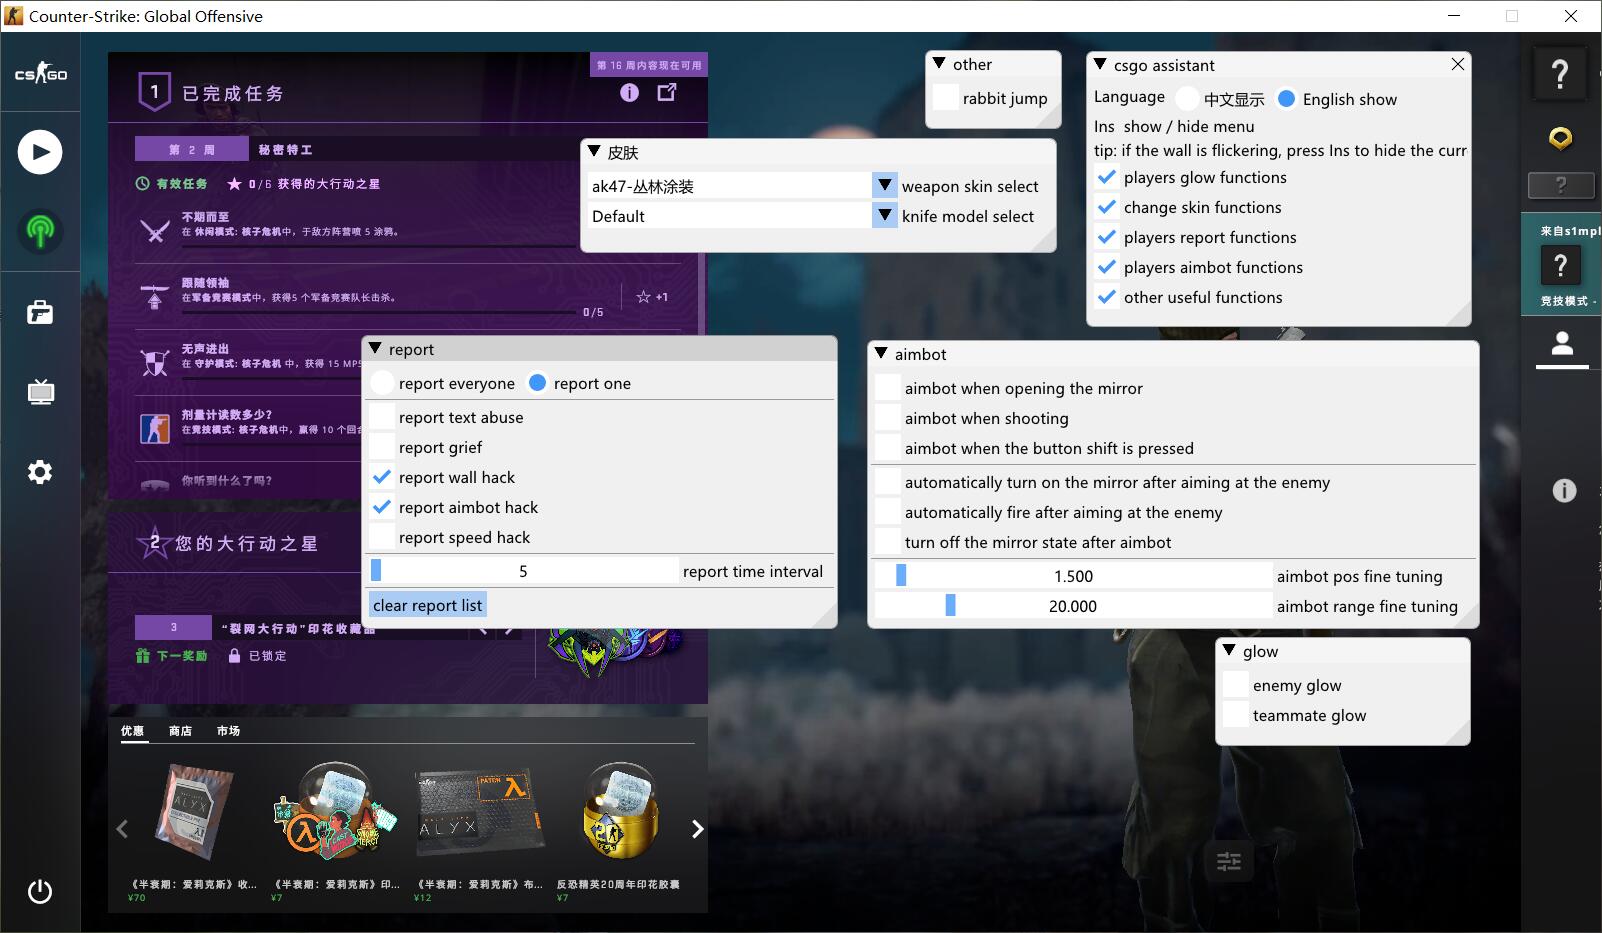 Counter-Strike: Global Offensive
CS:GO
第 16 周内容现在可用
1 已完成任务
第 2 周 秘密特工
有效任务 0/6 获得的大行动之星
不期而至
在 休闲模式: 核子危机 中，于敌方阵营喷 5 涂鸦。
跟随领袖
在军备竞赛模式中，获得5 个军备竞赛队长击杀。
+1
0/5
无声进出
在 守护模式: 核子危机 中，获得 15 MP5
剂量计读数多少?
在竞技模式: 核子危机中，赢得 10 个回合
你听到什么了吗?
2 您的大行动之星
3 “裂网大行动”印花收藏品
下一奖励 已锁定
优惠 商店 市场
ALYX
PATCH
ALYX
《半衰期：爱莉克斯》收...
¥70
《半衰期：爱莉克斯》印...
¥7
《半衰期：爱莉克斯》布...
¥12
反恐精英20周年印花胶囊
¥7
other
rabbit jump
皮肤
ak47-丛林涂装 weapon skin select
Default knife model select
csgo assistant
Language 中文显示 English show
Ins show / hide menu
tip: if the wall is flickering, press Ins to hide the curr
players glow functions
change skin functions
players report functions
players aimbot functions
other useful functions
report
report everyone report one
report text abuse
report grief
report wall hack
report aimbot hack
report speed hack
5 report time interval
clear report list
aimbot
aimbot when opening the mirror
aimbot when shooting
aimbot when the button shift is pressed
automatically turn on the mirror after aiming at the enemy
automatically fire after aiming at the enemy
turn off the mirror state after aimbot
1.500 aimbot pos fine tuning
20.000 aimbot range fine tuning
glow
enemy glow
teammate glow
?
?
来自s1mpl
?
竞技模式 -